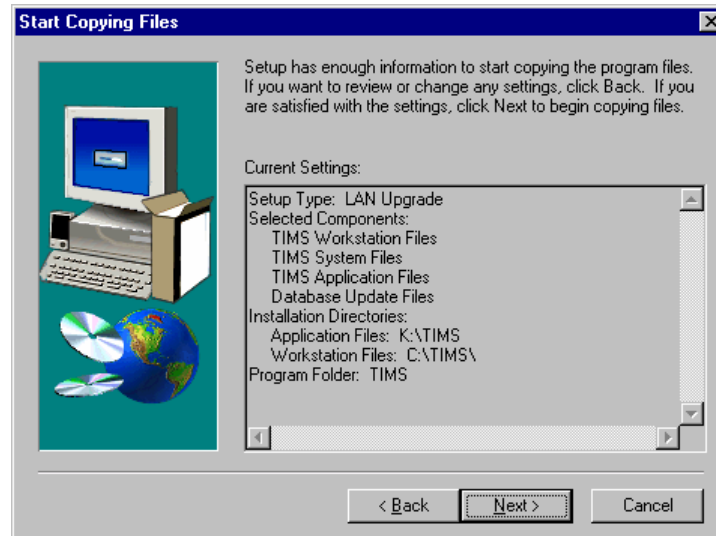 Start Copying Files
Setup has enough information to start copying the program files.
If you want to review or change any settings, click Back.  If you
are satisfied with the settings, click Next to begin copying files.
Current Settings:
Setup Type:  LAN Upgrade
Selected Components:
TIMS Workstation Files
TIMS System Files
TIMS Application Files
Database Update Files
Installation Directories:
Application Files:  K:\TIMS
Workstation Files:  C:\TIMS\
Program Folder:  TIMS
< Back
Next >
Cancel